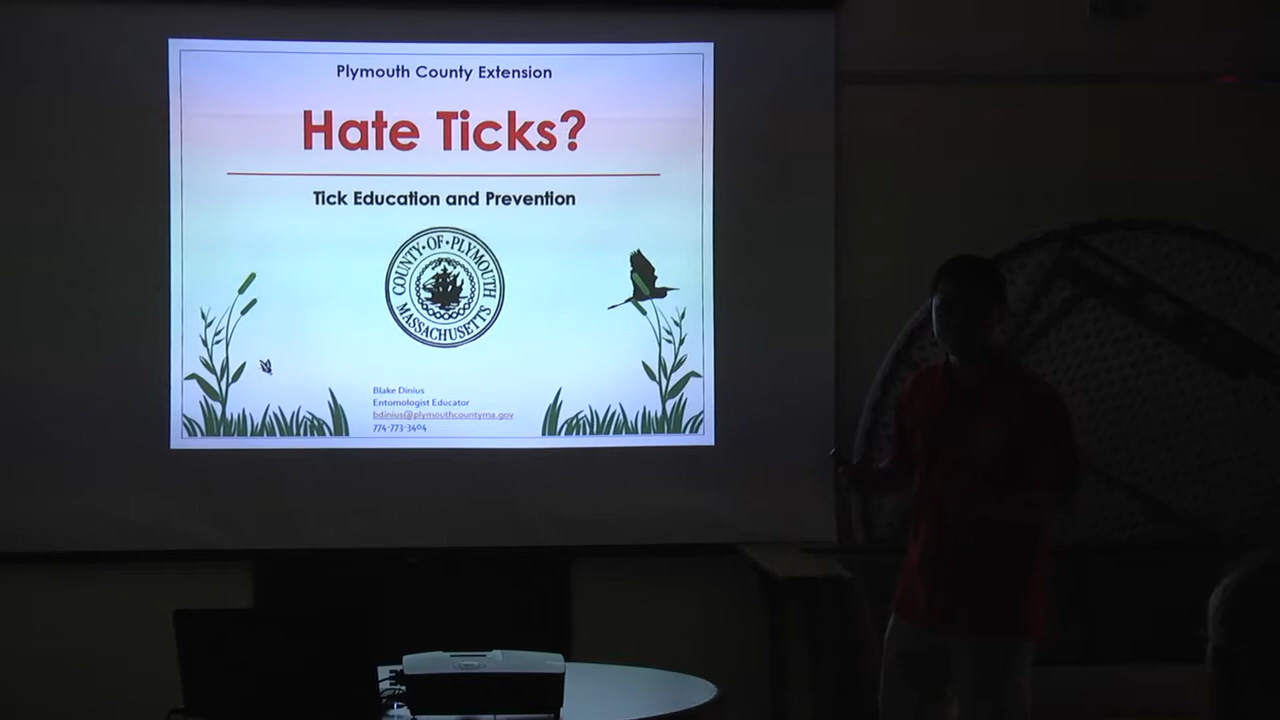 Plymouth County Extension
Hate Ticks?
Tick Education and Prevention
COUNTY·OF·PLYMOUTH
MASSACHUSETTS
Blake Dinius
Entomologist Educator
bdinius@plymouthcountyma.gov
774-773-3404